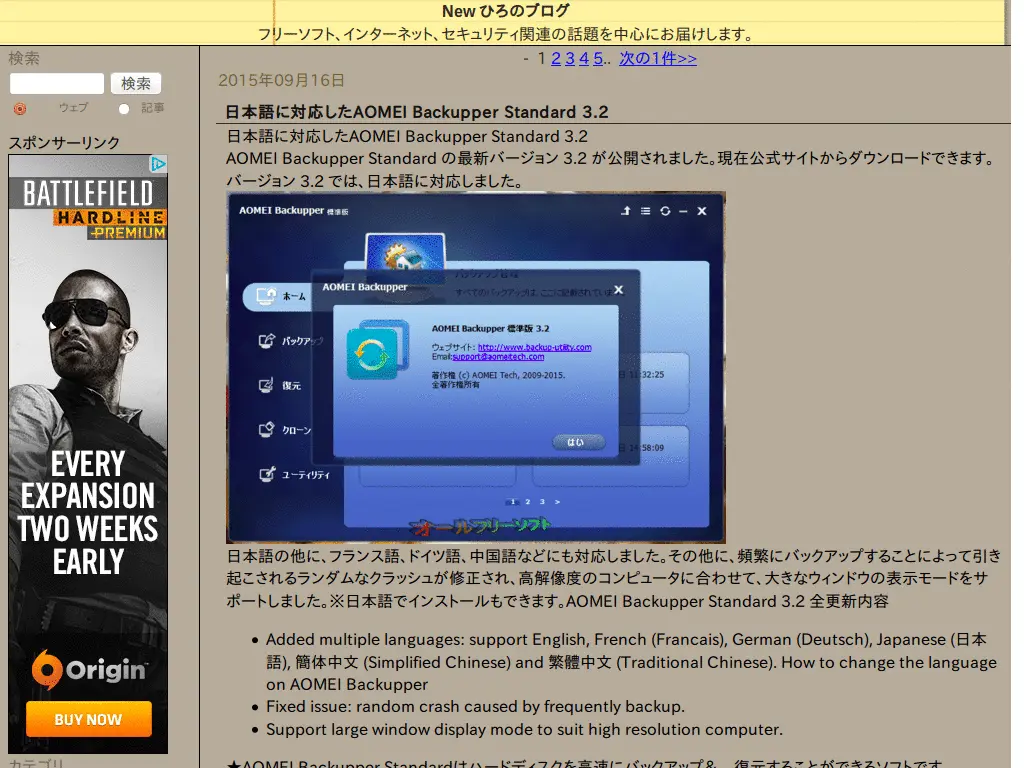 New ひろのブログ
フリーソフト、インターネット、セキュリティ関連の話題を中心にお届けします。
検索
検索
ウェブ
記事
スポンサーリンク
BATTLEFIELD
HARDLINE
PREMIUM
EVERY
EXPANSION
TWO WEEKS
EARLY
Origin
BUY NOW
カテゴリ
- 1 2 3 4 5.. 次の1件>>
2015年09月16日
日本語に対応したAOMEI Backupper Standard 3.2
日本語に対応したAOMEI Backupper Standard 3.2
AOMEI Backupper Standard の最新バージョン 3.2 が公開されました。現在公式サイトからダウンロードできます。
バージョン 3.2 では、日本語に対応しました。
AOMEI Backupper 標準版
ホーム
バックアップ
復元
クローン
ユーティリティ
AOMEI Backupper
AOMEI Backupper 標準版 3.2
ウェブサイト: http://www.backup-utility.com
Email:support@aomeitech.com
著作権 (c) AOMEI Tech, 2009-2015.
全著作権所有
はい
日 11:32:25
日 14:58:09
1 2 3 >
オールフリーソフト
日本語の他に、フランス語、ドイツ語、中国語などにも対応しました。その他に、頻繁にバックアップすることによって引き
起こされるランダムなクラッシュが修正され、高解像度のコンピュータに合わせて、大きなウィンドウの表示モードをサ
ポートしました。※日本語でインストールもできます。AOMEI Backupper Standard 3.2 全更新内容
• Added multiple languages: support English, French (Francais), German (Deutsch), Japanese (日本
語), 簡体中文 (Simplified Chinese) and 繁體中文 (Traditional Chinese). How to change the language
on AOMEI Backupper
• Fixed issue: random crash caused by frequently backup.
• Support large window display mode to suit high resolution computer.
★AOMEI Backupper Standardはハードディスクを高速にバックアップ＆、復元することができるソフトです。